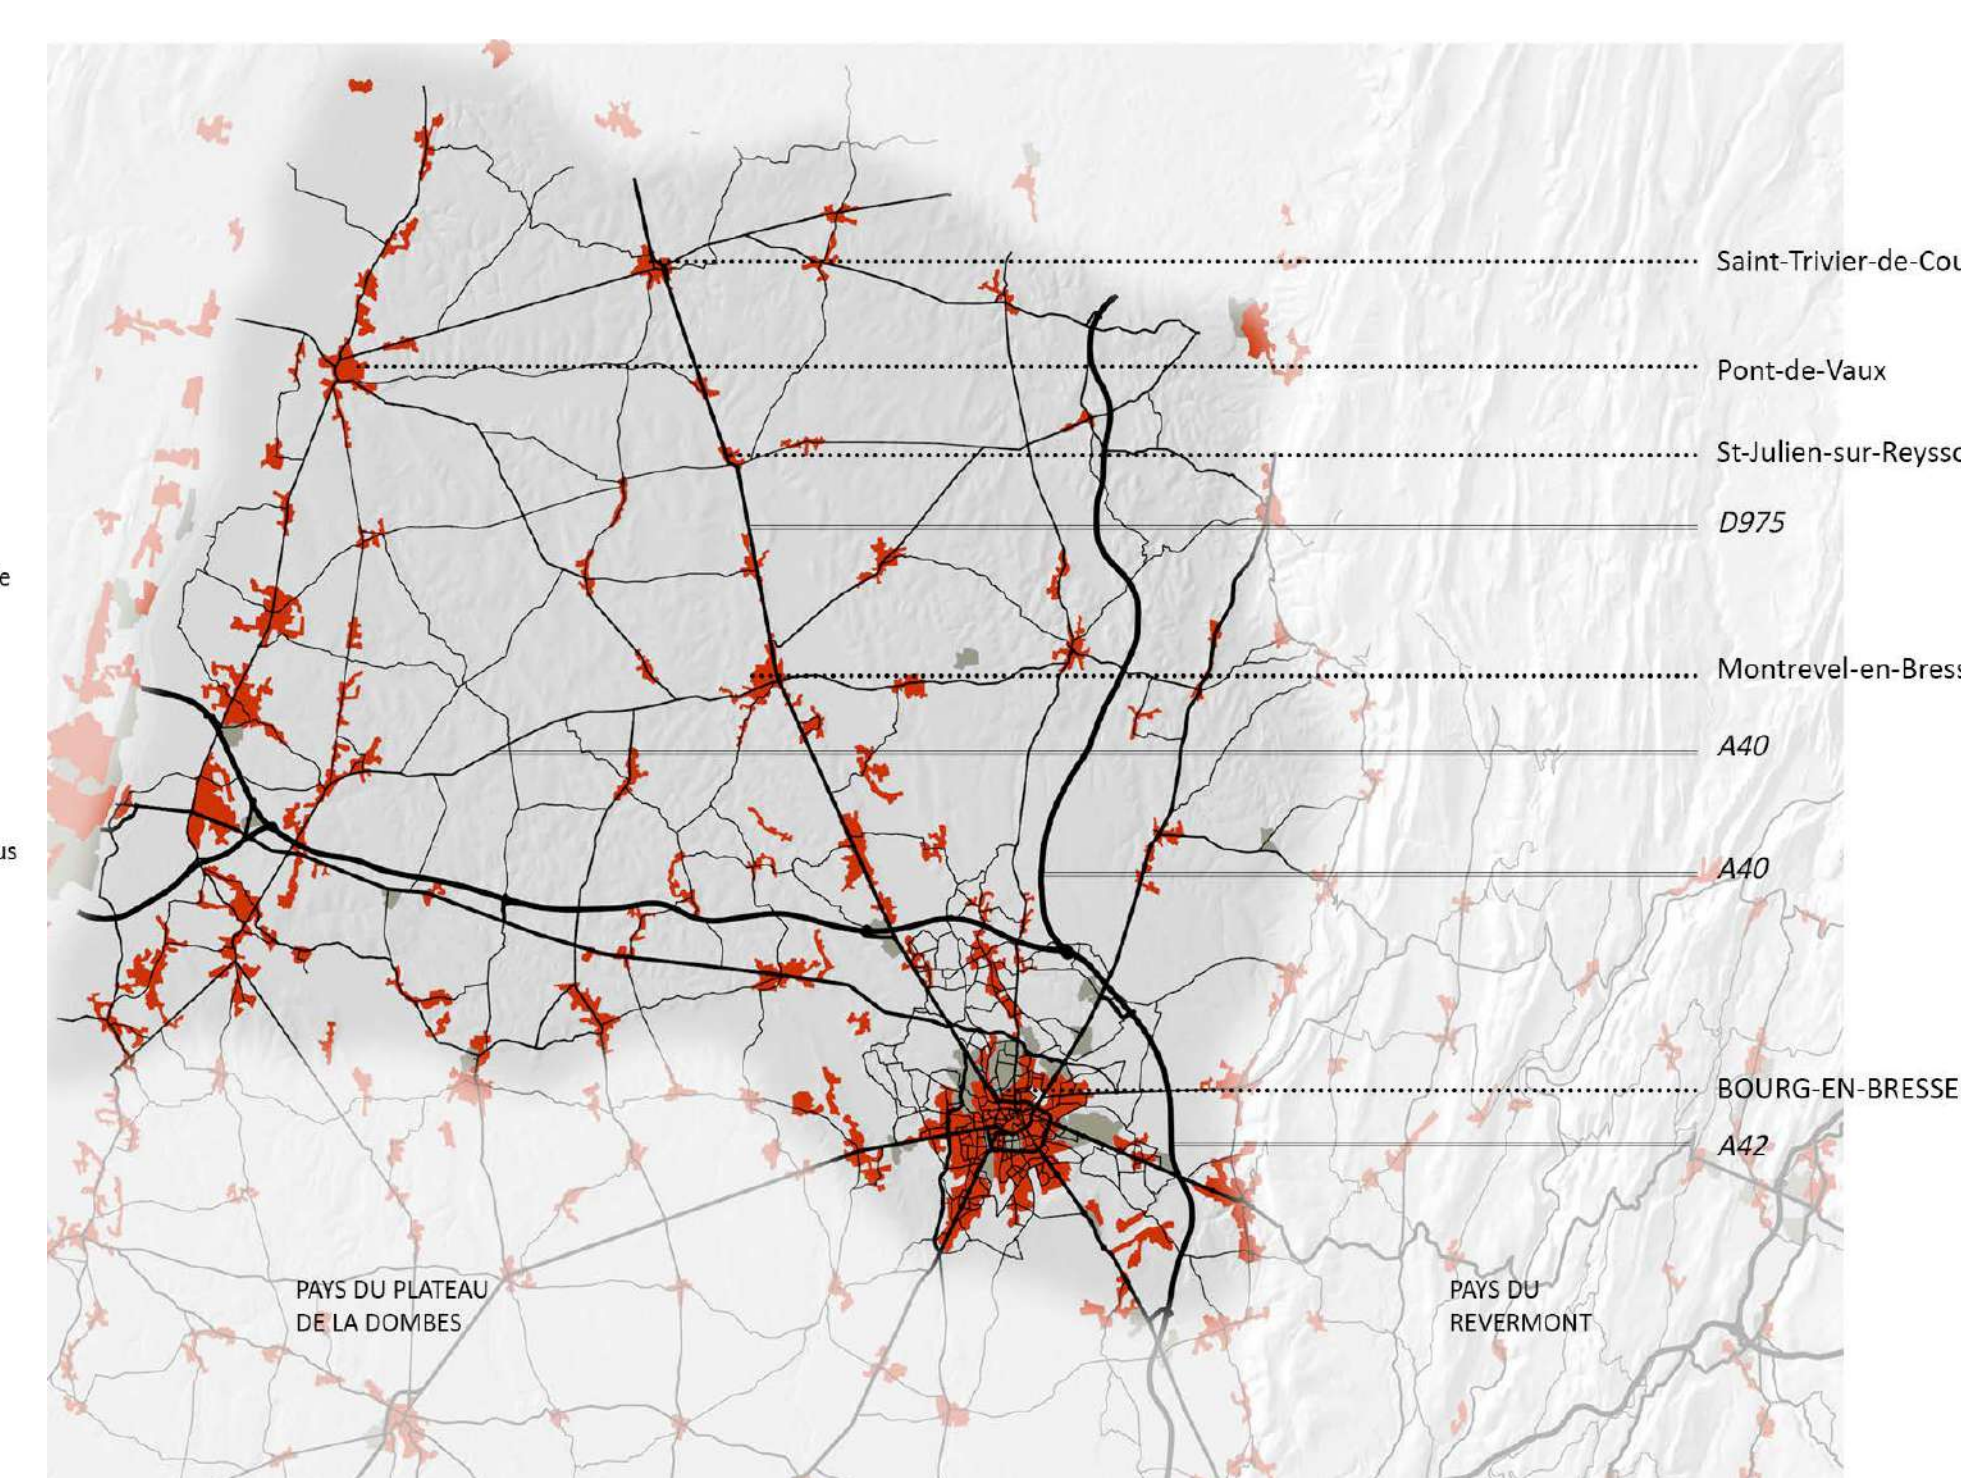 Saint-Trivier-de-Cou
Pont-de-Vaux
St-Julien-sur-Reysso
D975
e
Montrevel-en-Bress
A40
us
A40
BOURG-EN-BRESSE
A42
PAYS DU PLATEAU
DE LA DOMBES
PAYS DU
REVERMONT